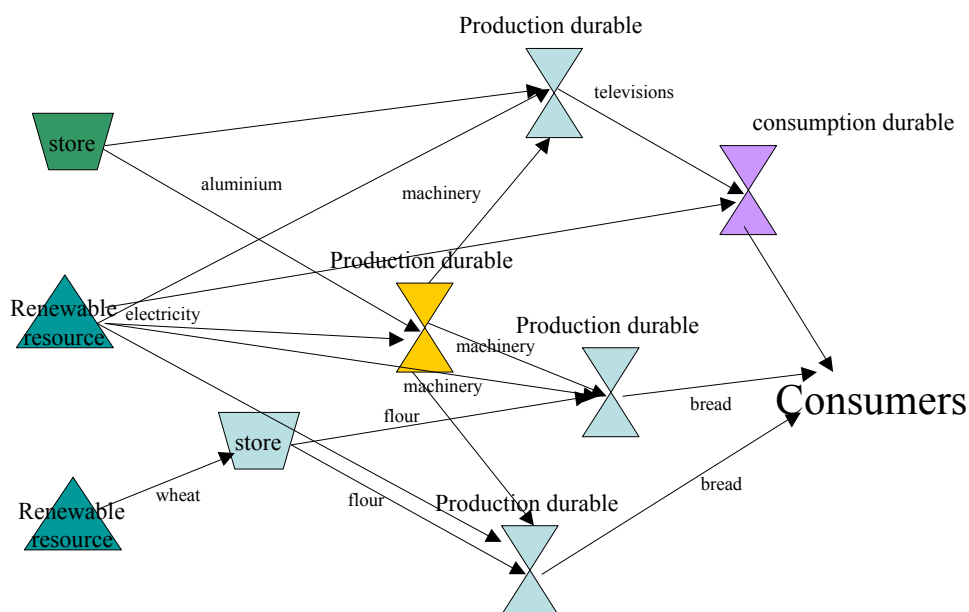 Production durable
televisions
consumption durable
store
aluminium
machinery
Production durable
Renewable
resource
electricity
Production durable
machinery
machinery
bread
Consumers
flour
store
wheat
flour
Production durable
bread
Renewable
resource